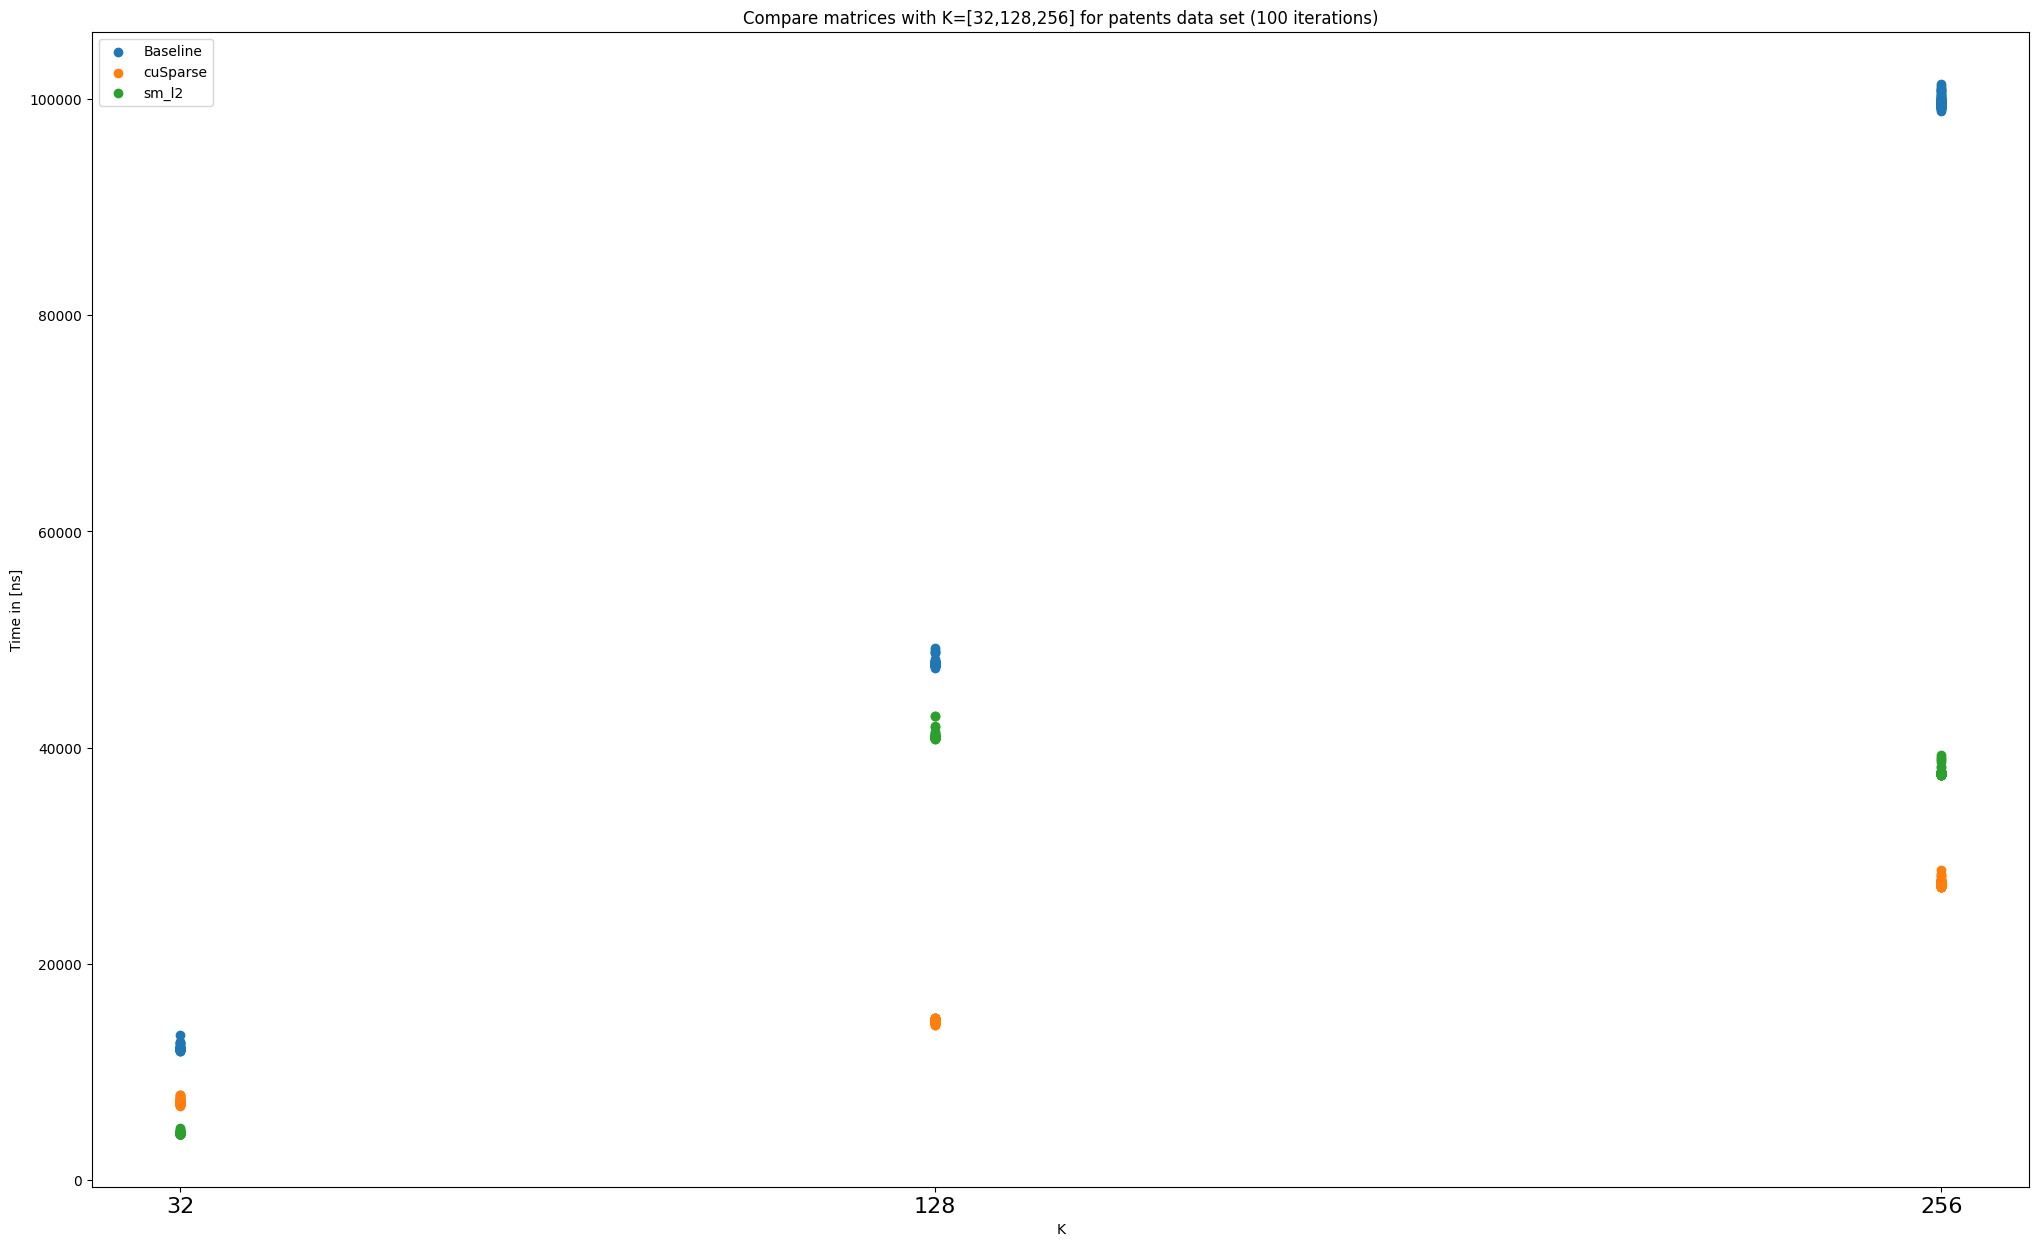 Compare matrices with K=[32,128,256] for patents data set (100 iterations)
Baseline
cuSparse
sm_l2
100000
80000
60000
40000
20000
0
Time in [ns]
32
128
256
K